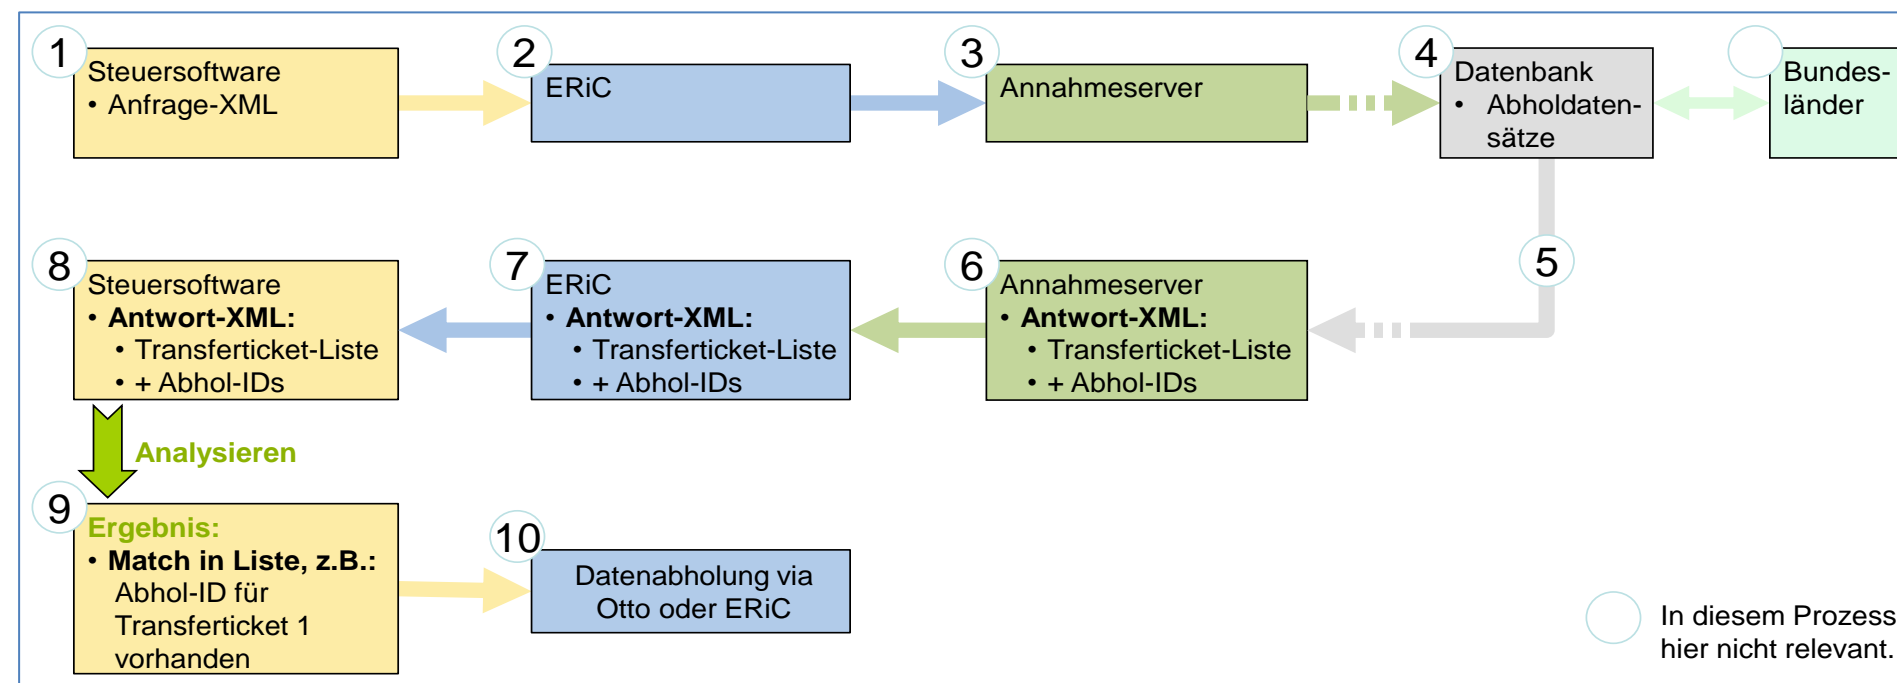 1
Steuersoftware
• Anfrage-XML
2
ERiC
3
Annahmeserver
4
Datenbank
• Abholdaten-
sätze
Bundes-
länder
5
8
Steuersoftware
• Antwort-XML:
• Transferticket-Liste
• + Abhol-IDs
7
ERiC
• Antwort-XML:
• Transferticket-Liste
• + Abhol-IDs
6
Annahmeserver
• Antwort-XML:
• Transferticket-Liste
• + Abhol-IDs
Analysieren
9
Ergebnis:
• Match in Liste, z.B.:
Abhol-ID für
Transferticket 1
vorhanden
10
Datenabholung via
Otto oder ERiC
In diesem Prozess
hier nicht relevant.